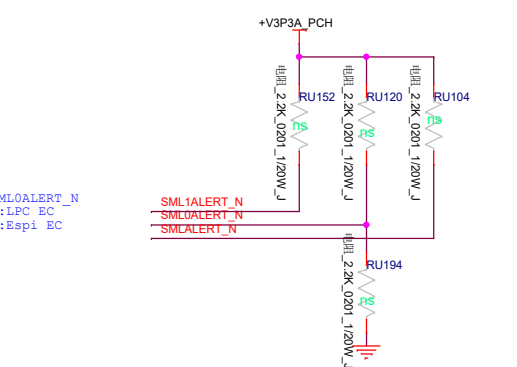 +V3P3A_PCH
电阻_2.2K_0201_1/20W_J
RU152
ns
电阻_2.2K_0201_1/20W_J
RU120
ns
电阻_2.2K_0201_1/20W_J
RU104
ns
ML0ALERT_N
:LPC EC
:Espi EC
SML1ALERT_N
SML0ALERT_N
SMLALERT_N
电阻_2.2K_0201_1/20W_J
RU194
ns